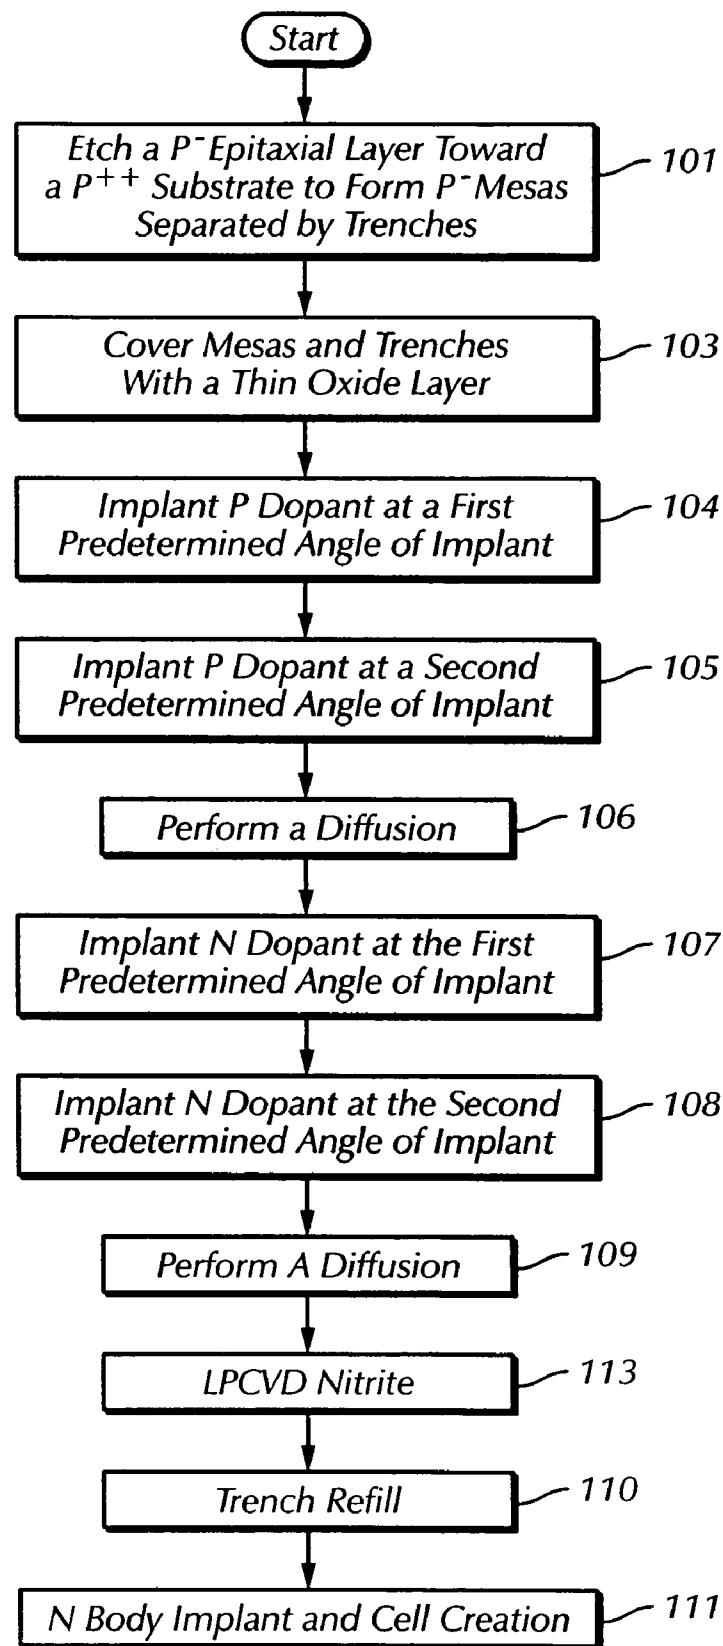 Start
Etch a P⁻ Epitaxial Layer Toward
a P⁺⁺ Substrate to Form P⁻ Mesas
Separated by Trenches
101
Cover Mesas and Trenches
With a Thin Oxide Layer
103
Implant P Dopant at a First
Predetermined Angle of Implant
104
Implant P Dopant at a Second
Predetermined Angle of Implant
105
Perform a Diffusion
106
Implant N Dopant at the First
Predetermined Angle of Implant
107
Implant N Dopant at the Second
Predetermined Angle of Implant
108
Perform A Diffusion
109
LPCVD Nitrite
113
Trench Refill
110
N Body Implant and Cell Creation
111